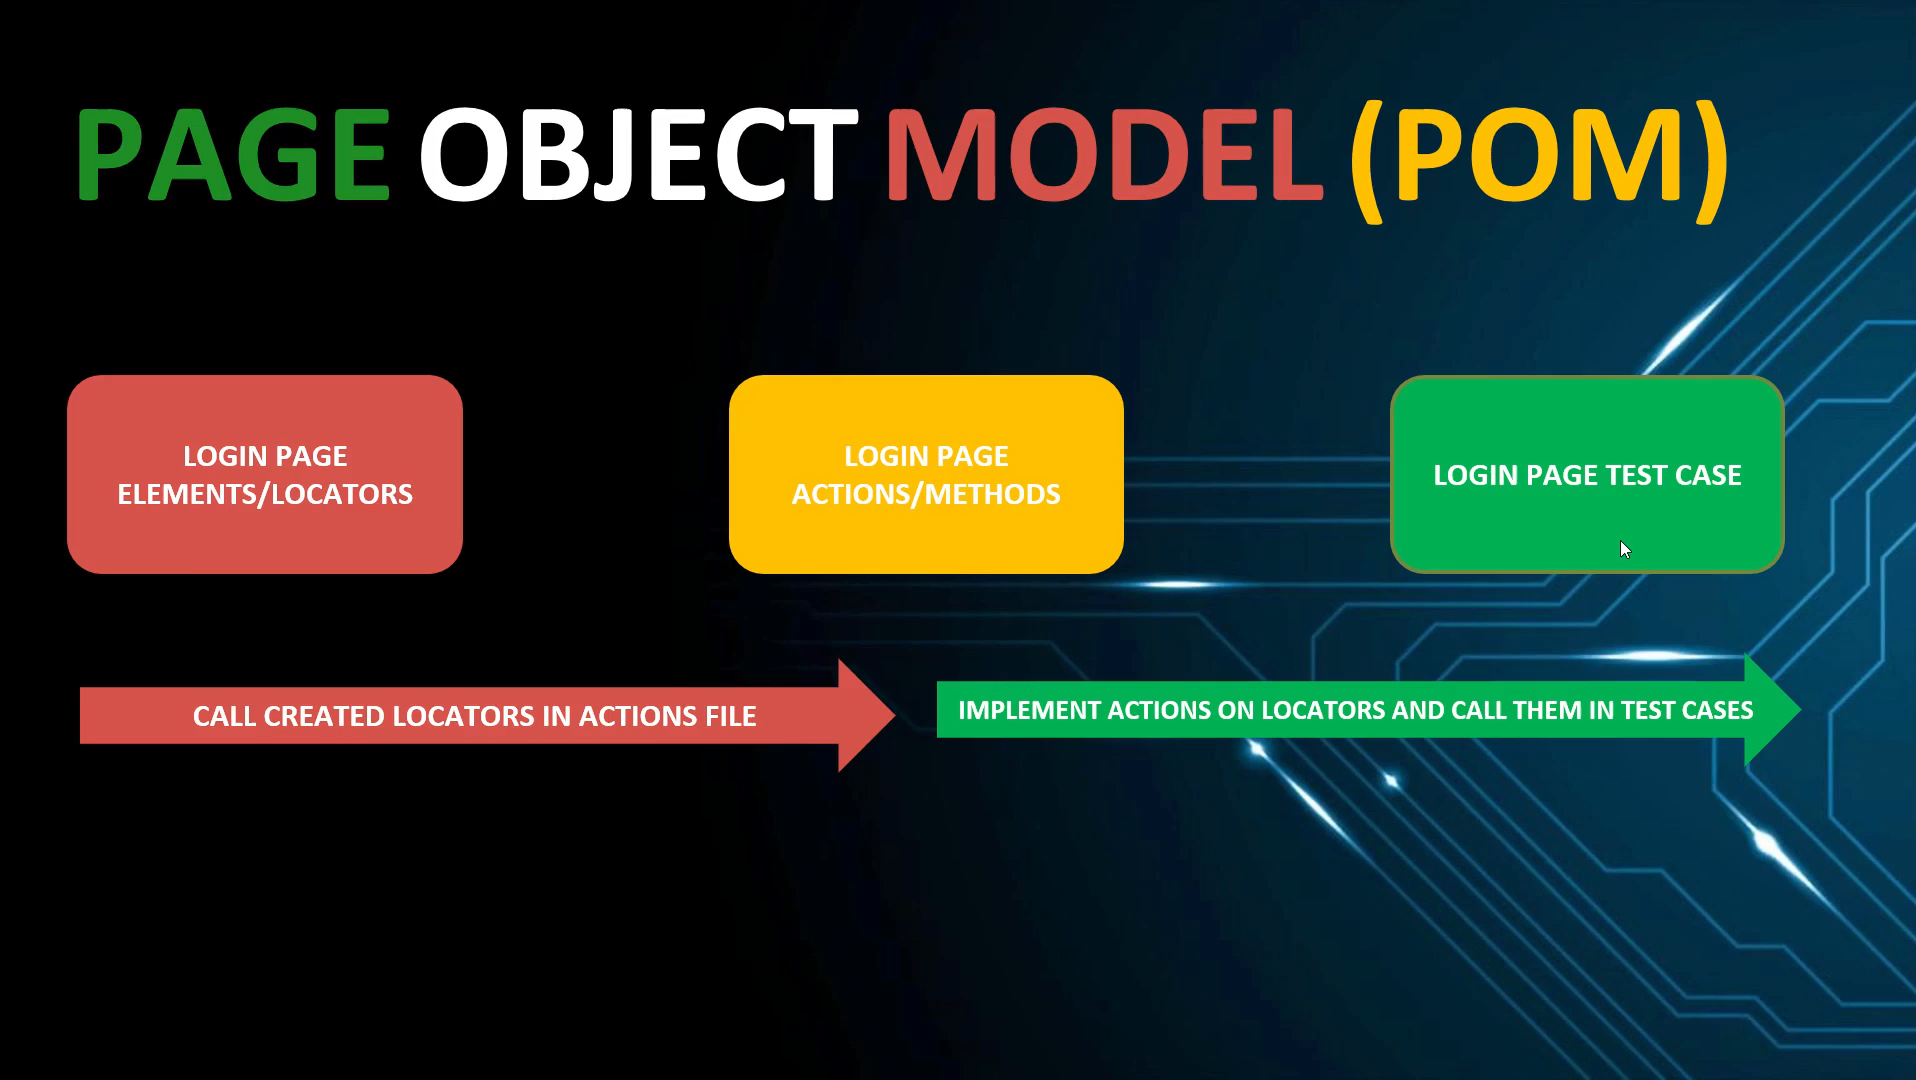 PAGE OBJECT MODEL (POM)
LOGIN PAGE
ELEMENTS/LOCATORS
LOGIN PAGE
ACTIONS/METHODS
LOGIN PAGE TEST CASE
CALL CREATED LOCATORS IN ACTIONS FILE
IMPLEMENT ACTIONS ON LOCATORS AND CALL THEM IN TEST CASES